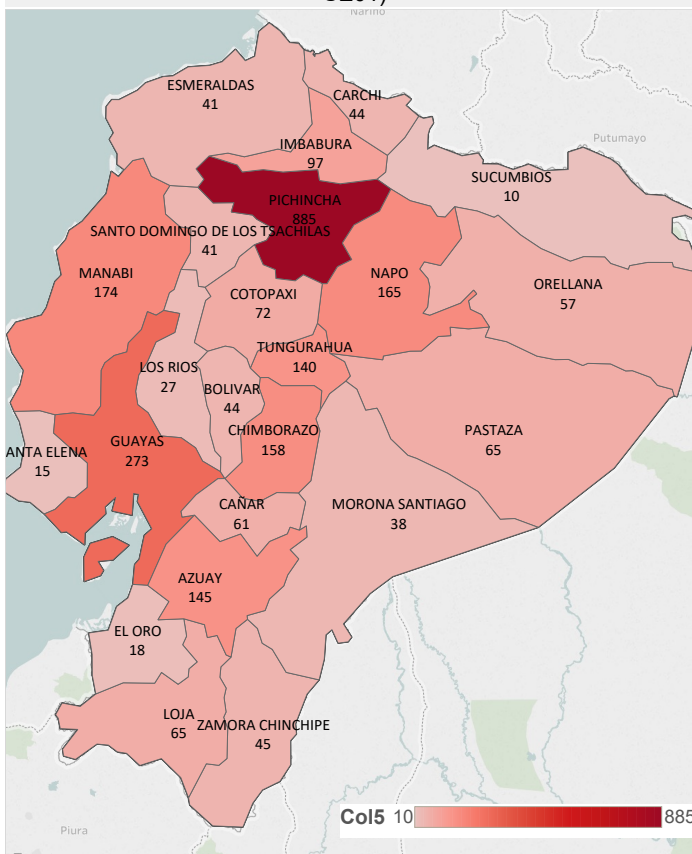 Nariño
ESMERALDAS
41
CARCHI
44
Putumayo
IMBABURA
97
SUCUMBIOS
10
PICHINCHA
885
SANTO DOMINGO DE LOS TSACHILAS
41
MANABI
174
NAPO
165
ORELLANA
57
COTOPAXI
72
TUNGURAHUA
140
LOS RIOS
27
BOLIVAR
44
CHIMBORAZO
158
PASTAZA
65
GUAYAS
273
ANTA ELENA
15
CAÑAR
61
MORONA SANTIAGO
38
AZUAY
145
EL ORO
18
LOJA
65
ZAMORA CHINCHIPE
45
Col5 10 885
Piura